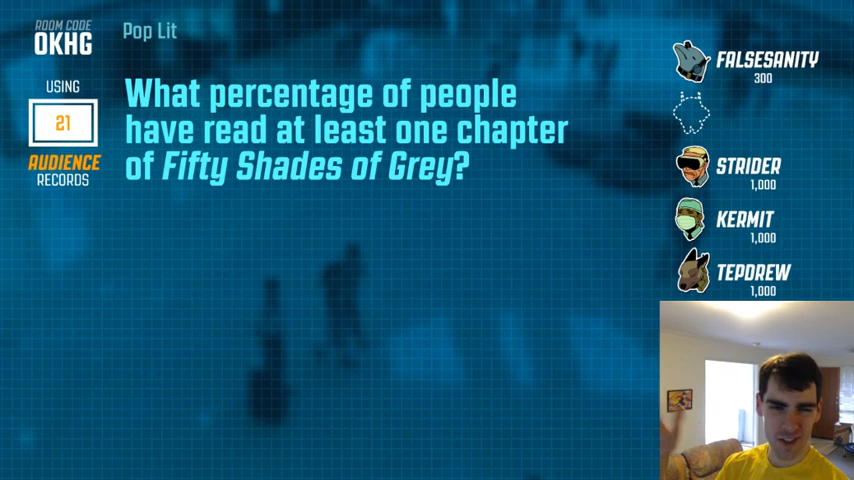 ROOM CODE
OKHG
Pop Lit
USING
21
AUDIENCE
RECORDS
What percentage of people
have read at least one chapter
of Fifty Shades of Grey?
FALSESANITY
300
STRIDER
1,000
KERMIT
1,000
TEPDREW
1,000